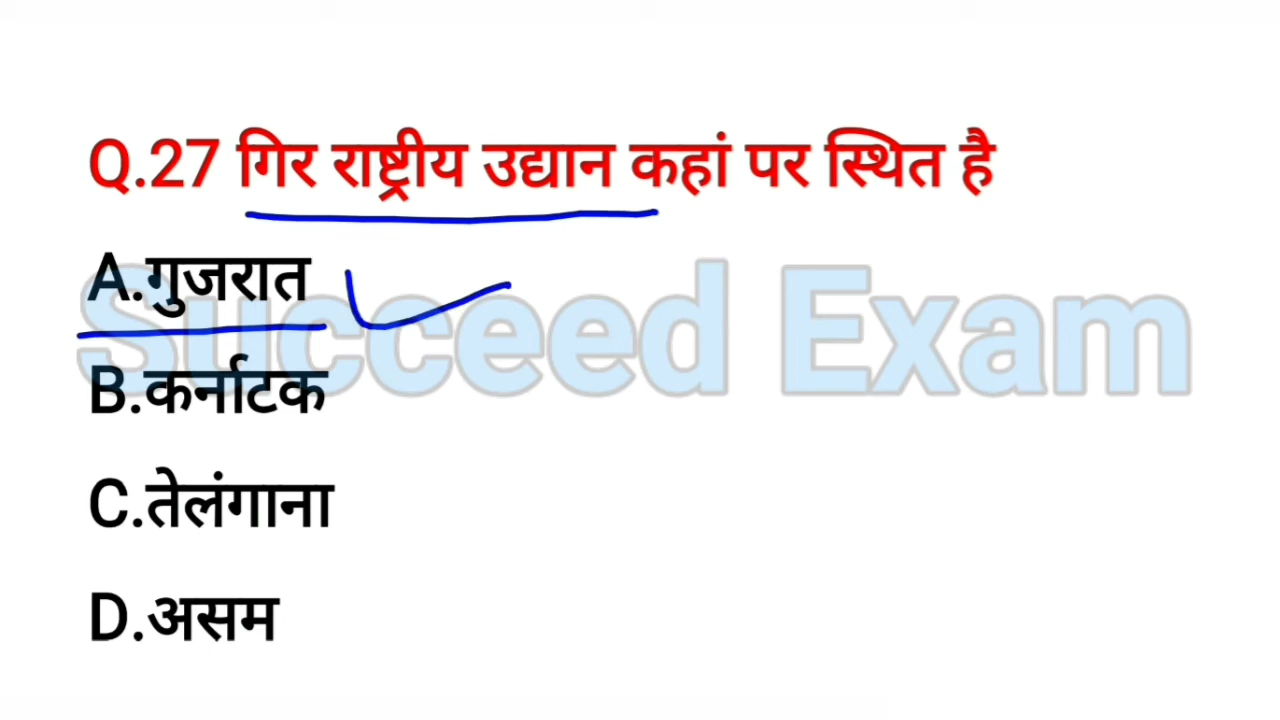 Q.27 गिर राष्ट्रीय उद्यान कहां पर स्थित है
A.गुजरात
Succeed Exam
B.कर्नाटक
C.तेलंगाना
D.असम